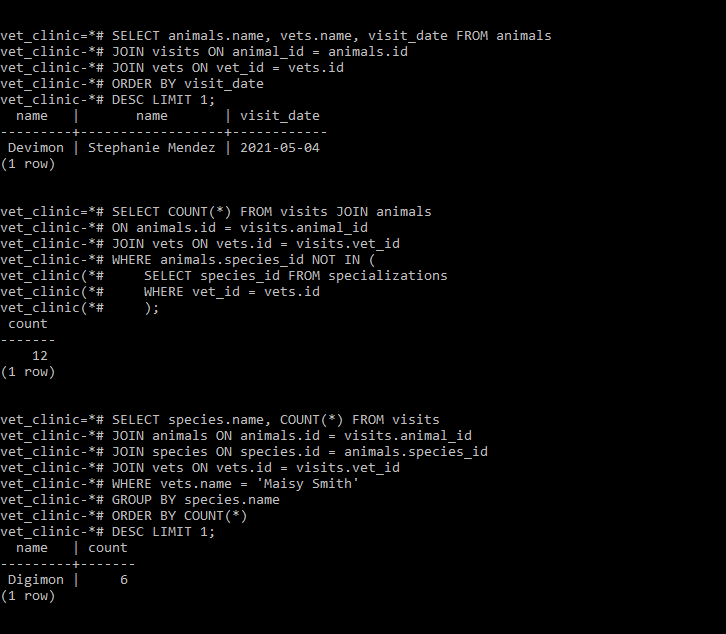 vet_clinic=*# SELECT animals.name, vets.name, visit_date FROM animals
vet_clinic-*# JOIN visits ON animal_id = animals.id
vet_clinic-*# JOIN vets ON vet_id = vets.id
vet_clinic-*# ORDER BY visit_date
vet_clinic-*# DESC LIMIT 1;
  name   |       name       | visit_date
---------+------------------+------------
 Devimon | Stephanie Mendez | 2021-05-04
(1 row)

vet_clinic=*# SELECT COUNT(*) FROM visits JOIN animals
vet_clinic-*# ON animals.id = visits.animal_id
vet_clinic-*# JOIN vets ON vets.id = visits.vet_id
vet_clinic-*# WHERE animals.species_id NOT IN (
vet_clinic(*#     SELECT species_id FROM specializations
vet_clinic(*#     WHERE vet_id = vets.id
vet_clinic(*#     );
 count
-------
    12
(1 row)

vet_clinic=*# SELECT species.name, COUNT(*) FROM visits
vet_clinic-*# JOIN animals ON animals.id = visits.animal_id
vet_clinic-*# JOIN species ON species.id = animals.species_id
vet_clinic-*# JOIN vets ON vets.id = visits.vet_id
vet_clinic-*# WHERE vets.name = 'Maisy Smith'
vet_clinic-*# GROUP BY species.name
vet_clinic-*# ORDER BY COUNT(*)
vet_clinic-*# DESC LIMIT 1;
  name   | count
---------+-------
 Digimon |     6
(1 row)